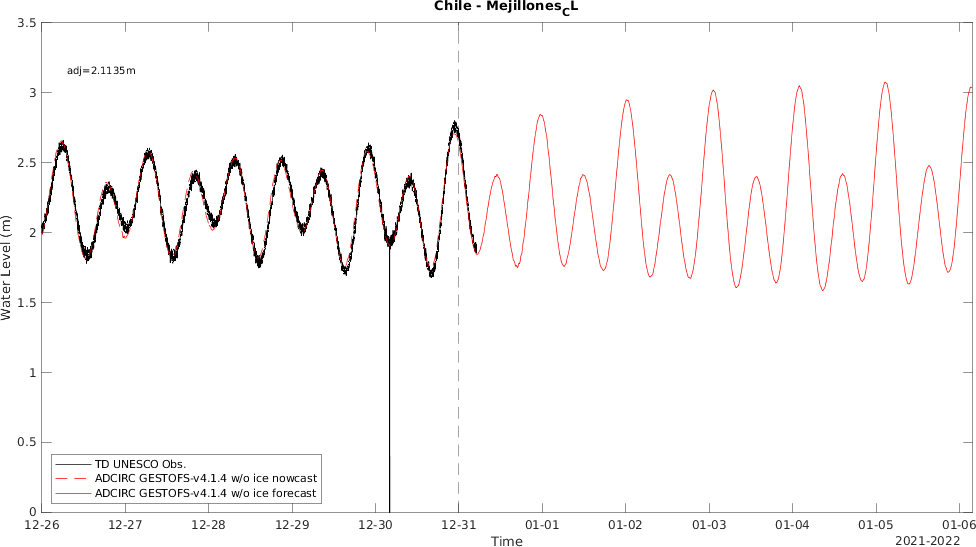 Chile - Mejillones_CL
adj=2.1135m
Water Level (m)
3.5
3
2.5
2
1.5
1
0.5
0
TD UNESCO Obs.
ADCIRC GESTOFS-v4.1.4 w/o ice nowcast
ADCIRC GESTOFS-v4.1.4 w/o ice forecast
12-26 12-27 12-28 12-29 12-30 12-31 01-01 01-02 01-03 01-04 01-05 01-06
Time
2021-2022